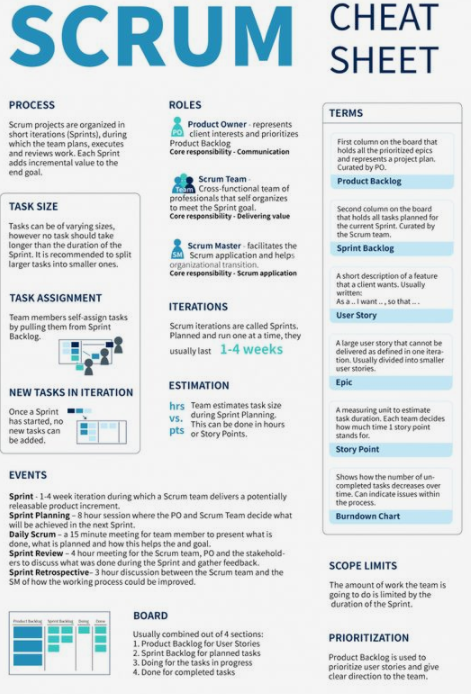 SCRUM
CHEAT
SHEET
PROCESS
Scrum projects are organized in
short iterations (Sprints), during
which the team plans, executes
and reviews work. Each Sprint
adds incremental value to the
end goal.
TASK SIZE
Tasks can be of varying sizes,
however no task should take
longer than the duration of the
Sprint. It is recommended to split
larger tasks into smaller ones.
TASK ASSIGNMENT
Team members self-assign tasks
by pulling them from Sprint
Backlog.
NEW TASKS IN ITERATION
Once a Sprint
has started, no
new tasks can
be added.
ROLES
PO
Product Owner - represents
client interests and prioritizes
Product Backlog
Core responsibility - Communication
Team
Scrum Team -
Cross-functional team of
professionals that self organizes
to meet the Sprint goal.
Core responsibility - Delivering value
SM
Scrum Master - facilitates the
Scrum application and helps
organizational transition.
Core responsibility - Scrum application
ITERATIONS
Scrum iterations are called Sprints.
Planned and run one at a time, they
usually last 1-4 weeks
ESTIMATION
hrs
vs.
pts
Team estimates task size
during Sprint Planning.
This can be done in hours
or Story Points.
TERMS
First column on the board that
holds all the prioritized epics
and represents a project plan.
Curated by PO.
Product Backlog
Second column on the board
that holds all tasks planned for
the current Sprint. Curated by
the Scrum team.
Sprint Backlog
A short description of a feature
that a client wants. Usually
written:
As a .. I want .. , so that .. .
User Story
A large user story that cannot be
delivered as defined in one itera-
tion. Usually divided into smaller
user stories.
Epic
A measuring unit to estimate
task duration. Each team decides
how much time 1 story point
stands for.
Story Point
Shows how the number of un-
completed tasks decreases over
time. Can indicate issues within
the process.
Burndown Chart
EVENTS
Sprint - 1-4 week iteration during which a Scrum team delivers a potentially
releasable product increment.
Sprint Planning – 8 hour session where the PO and Scrum Team decide what
will be achieved in the next Sprint.
Daily Scrum – a 15 minute meeting for team member to present what is
done, what is planned and how this helps the end goal.
Sprint Review – 4 hour meeting for the Scrum team, PO and the stakehold-
ers to discuss what was done during the Sprint and gather feedback.
Sprint Retrospective– 3 hour discussion between the Scrum team and the
SM of how the working process could be improved.
Product Backlog
Sprint Backlog
Doing
Done
BOARD
Usually combined out of 4 sections:
1. Product Backlog for User Stories
2. Sprint Backlog for planned tasks
3. Doing for the tasks in progress
4. Done for completed tasks
SCOPE LIMITS
The amount of work the team is
going to do is limited by the
duration of the Sprint.
PRIORITIZATION
Product Backlog is used to
prioritize user stories and give
clear direction to the team.